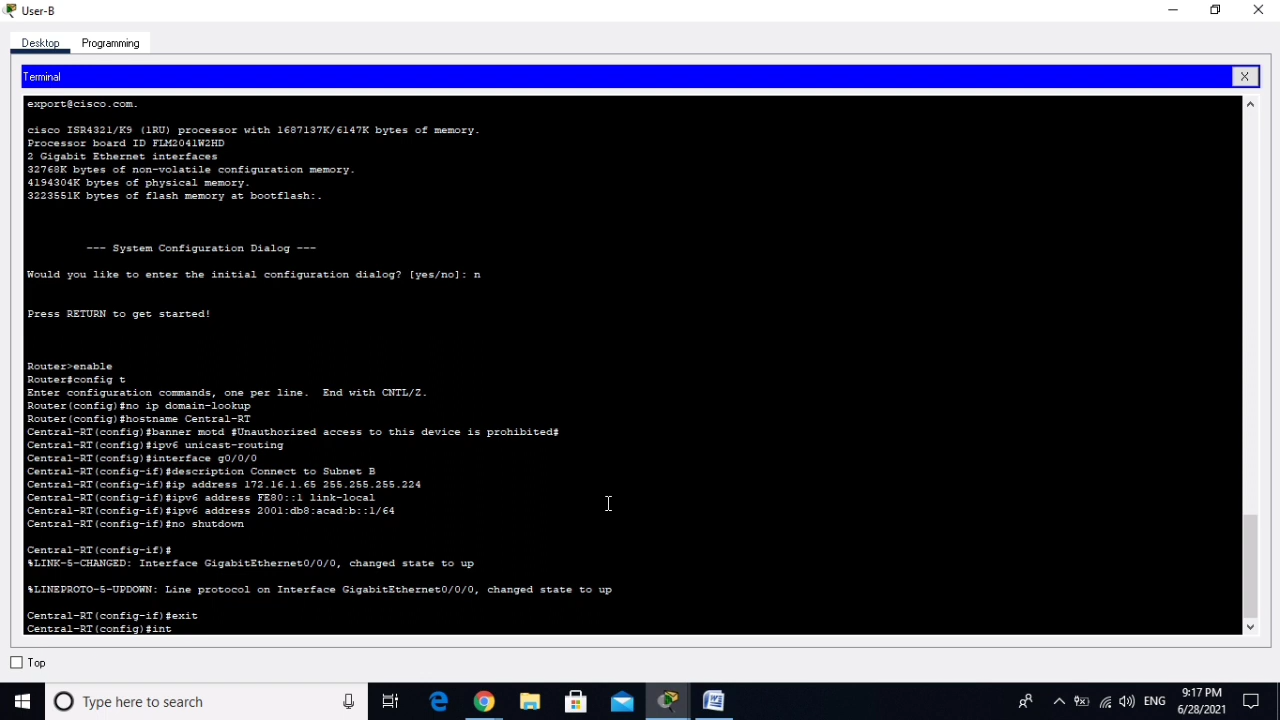 User-B
Desktop Programming
Terminal X
export@cisco.com.
cisco ISR4321/K9 (1RU) processor with 1687137K/6147K bytes of memory.
Processor board ID FLM2041W2HD
2 Gigabit Ethernet interfaces
32768K bytes of non-volatile configuration memory.
4194304K bytes of physical memory.
3223551K bytes of flash memory at bootflash:.
--- System Configuration Dialog ---
Would you like to enter the initial configuration dialog? [yes/no]: n
Press RETURN to get started!
Router>enable
Router#config t
Enter configuration commands, one per line.  End with CNTL/Z.
Router(config)#no ip domain-lookup
Router(config)#hostname Central-RT
Central-RT(config)#banner motd #Unauthorized access to this device is prohibited#
Central-RT(config)#ipv6 unicast-routing
Central-RT(config)#interface g0/0/0
Central-RT(config-if)#description Connect to Subnet B
Central-RT(config-if)#ip address 172.16.1.65 255.255.255.224
Central-RT(config-if)#ipv6 address FE80::1 link-local
Central-RT(config-if)#ipv6 address 2001:db8:acad:b::1/64
Central-RT(config-if)#no shutdown
Central-RT(config-if)#
%LINK-5-CHANGED: Interface GigabitEthernet0/0/0, changed state to up
%LINEPROTO-5-UPDOWN: Line protocol on Interface GigabitEthernet0/0/0, changed state to up
Central-RT(config-if)#exit
Central-RT(config)#int
Top
Type here to search
ENG
9:17 PM
6/28/2021